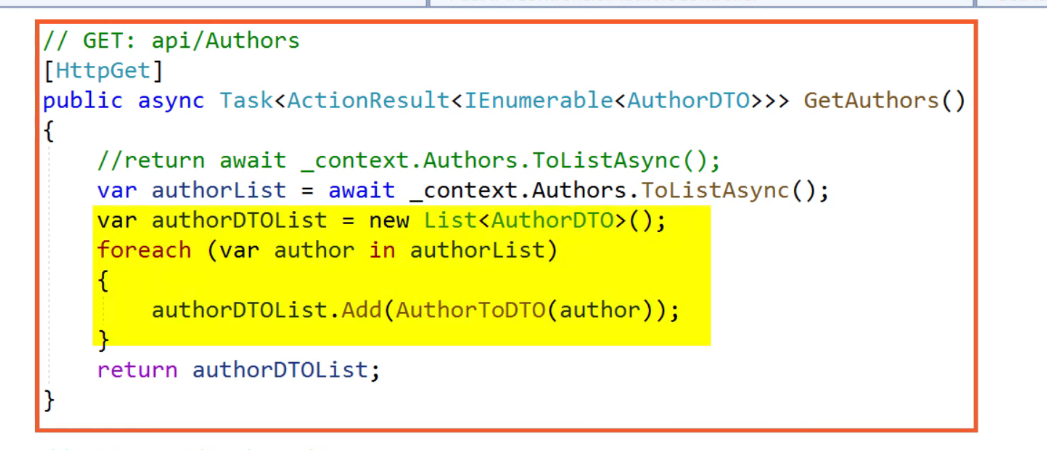 // GET: api/Authors
[HttpGet]
public async Task<ActionResult<IEnumerable<AuthorDTO>>> GetAuthors()
{
    //return await _context.Authors.ToListAsync();
    var authorList = await _context.Authors.ToListAsync();
    var authorDTOList = new List<AuthorDTO>();
    foreach (var author in authorList)
    {
        authorDTOList.Add(AuthorToDTO(author));
    }
    return authorDTOList;
}